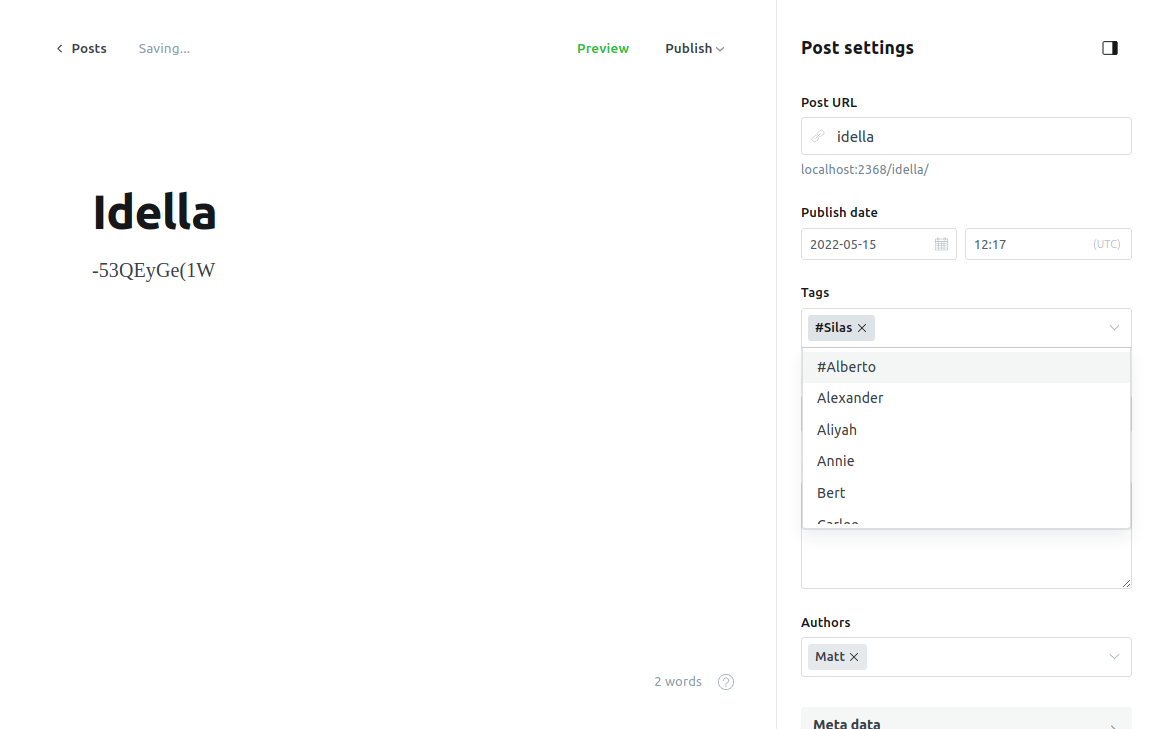 Posts
Saving...
Preview
Publish
Idella
-53QEyGe(1W
2 words
Post settings
Post URL
idella
localhost:2368/idella/
Publish date
2022-05-15
12:17
(UTC)
Tags
#Silas
#Alberto
Alexander
Aliyah
Annie
Bert
Authors
Matt
Meta data